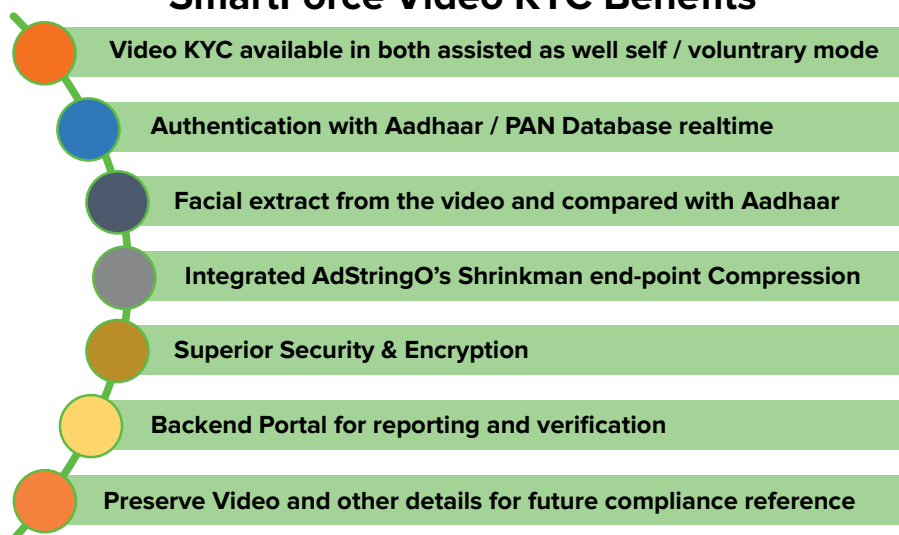 SmartForce Video KYC Benefits
Video KYC available in both assisted as well self / voluntrary mode
Authentication with Aadhaar / PAN Database realtime
Facial extract from the video and compared with Aadhaar
Integrated AdStringO’s Shrinkman end-point Compression
Superior Security & Encryption
Backend Portal for reporting and verification
Preserve Video and other details for future compliance reference